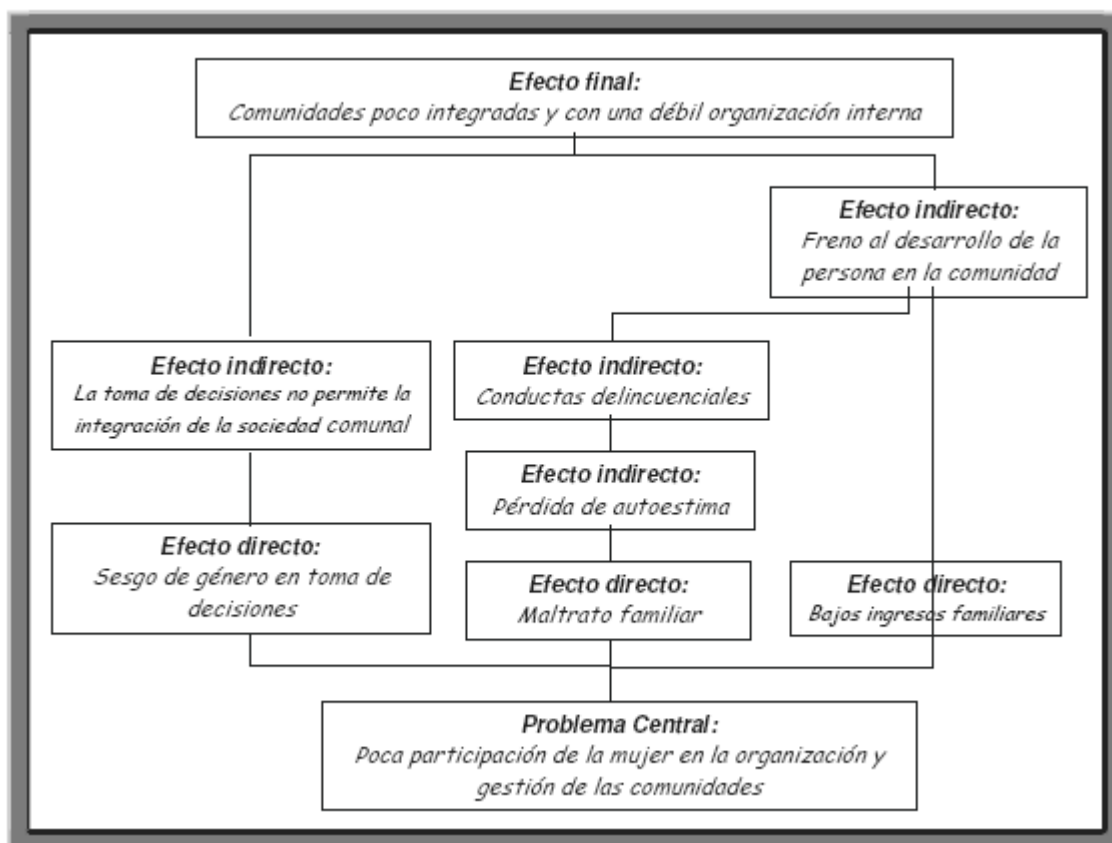 Efecto final:
Comunidades poco integradas y con una débil organización interna
Efecto indirecto:
Freno al desarrollo de la
persona en la comunidad
Efecto indirecto:
La toma de decisiones no permite la
integración de la sociedad comunal
Efecto indirecto:
Conductas delincuenciales
Efecto indirecto:
Pérdida de autoestima
Efecto directo:
Sesgo de género en toma de
decisiones
Efecto directo:
Maltrato familiar
Efecto directo:
Bajos ingresos familiares
Problema Central:
Poca participación de la mujer en la organización y
gestión de las comunidades